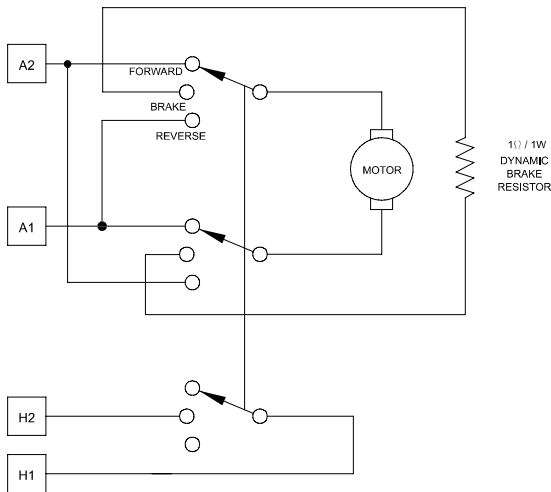 A2
FORWARD
BRAKE
REVERSE
MOTOR
1Ω / 1W
DYNAMIC
BRAKE
RESISTOR
A1
H2
H1